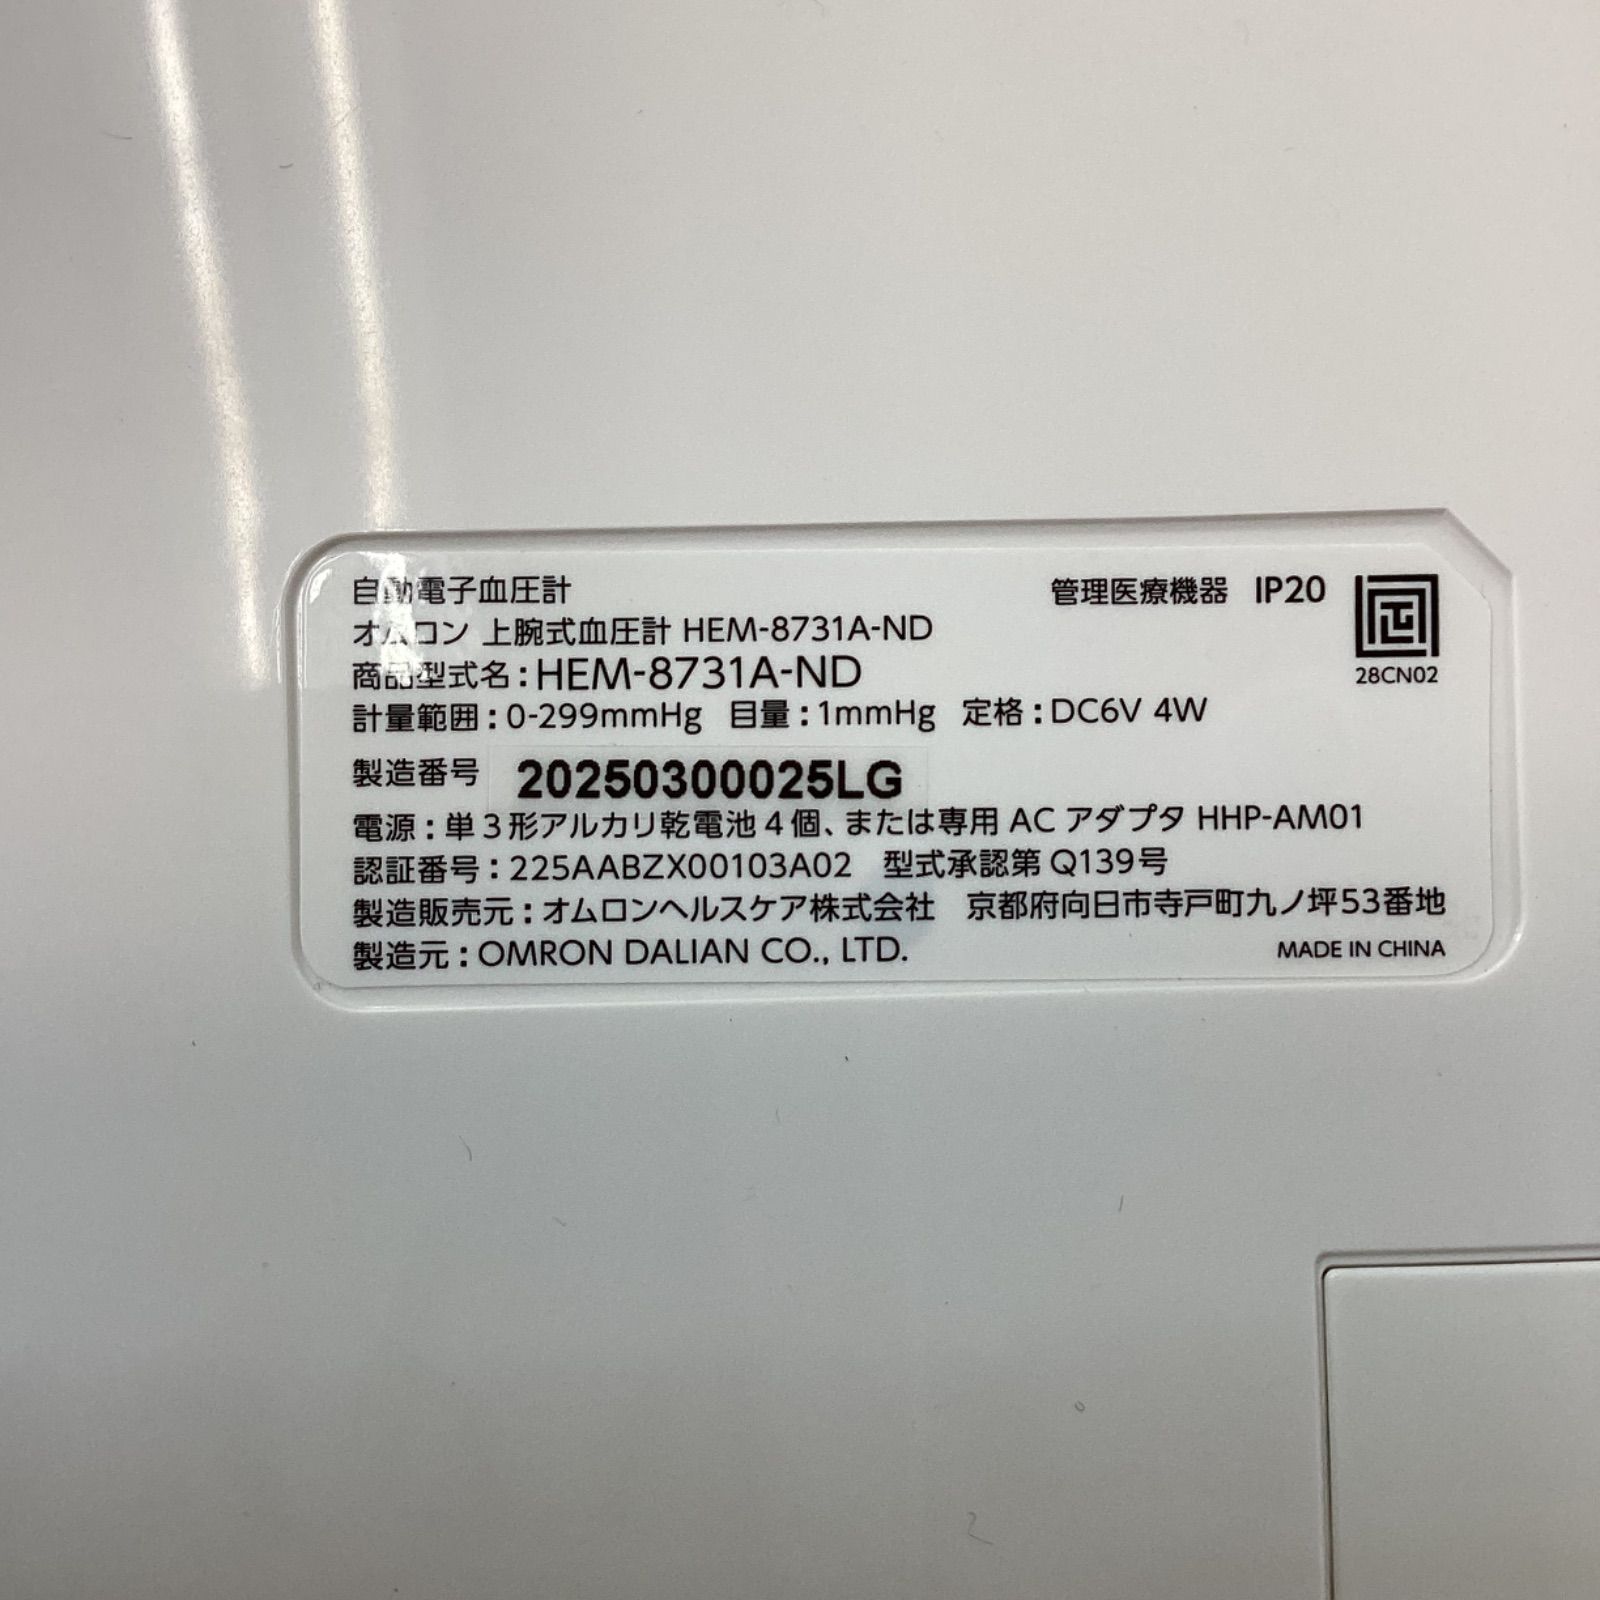 自動電子血圧計 管理医療機器 IP20
オムロン 上腕式血圧計 HEM-8731A-ND
商品型式名:HEM-8731A-ND
28CN02
計量範囲:0-299mmHg 目量:1mmHg 定格:DC6V 4W
製造番号 20250300025LG
電源:単3形アルカリ乾電池4個、または専用 AC アダプタ HHP-AM01
認証番号:225AABZX00103A02 型式承認第 Q139号
製造販売元:オムロンヘルスケア株式会社 京都府向日市寺戸町九ノ坪53番地
製造元:OMRON DALIAN CO., LTD. MADE IN CHINA